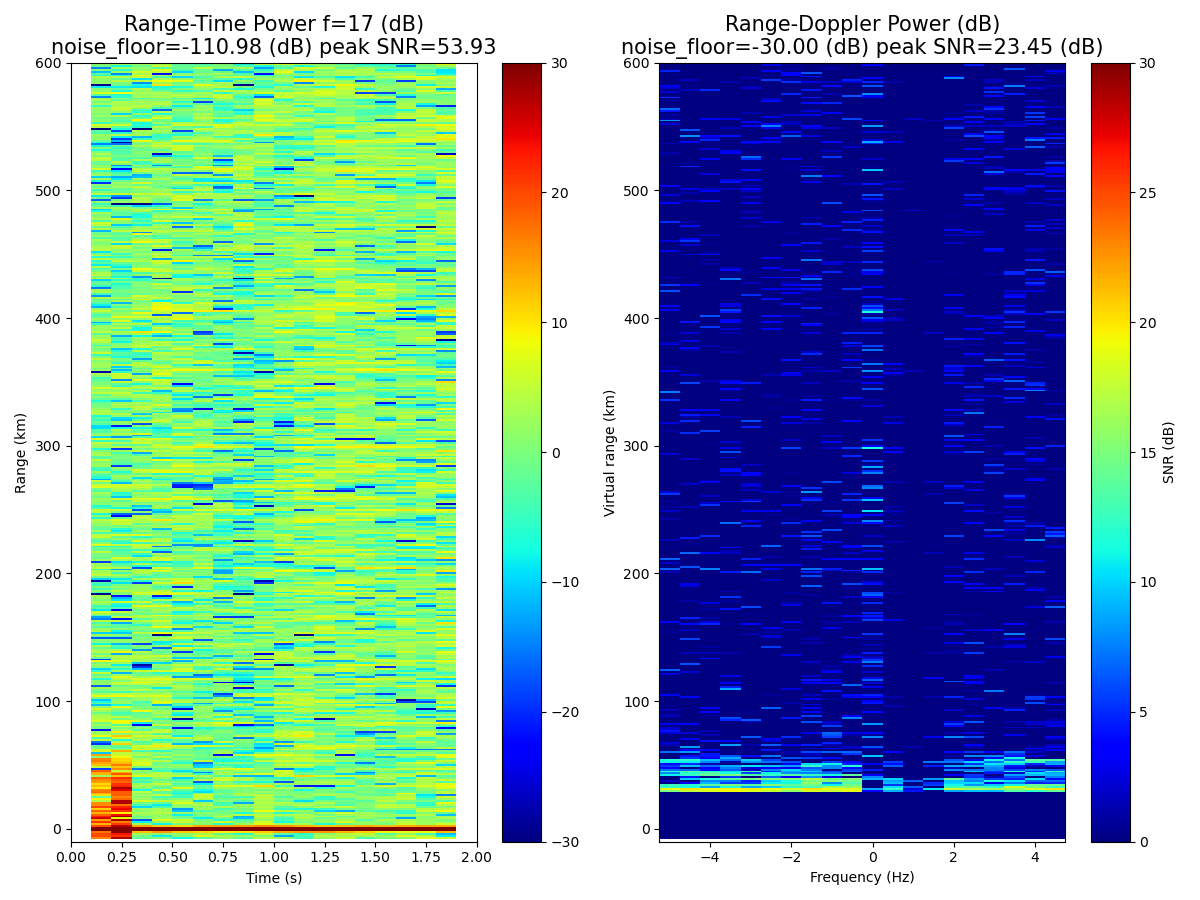 Range-Time Power f=17 (dB)
noise_floor=-110.98 (dB) peak SNR=53.93
600
500
400
300
200
100
0
Range (km)
0.00 0.25 0.50 0.75 1.00 1.25 1.50 1.75 2.00
Time (s)
30
20
10
0
−10
−20
−30
Range-Doppler Power (dB)
noise_floor=-30.00 (dB) peak SNR=23.45 (dB)
600
500
400
300
200
100
0
Virtual range (km)
−4 −2 0 2 4
Frequency (Hz)
30
25
20
15
10
5
0
SNR (dB)